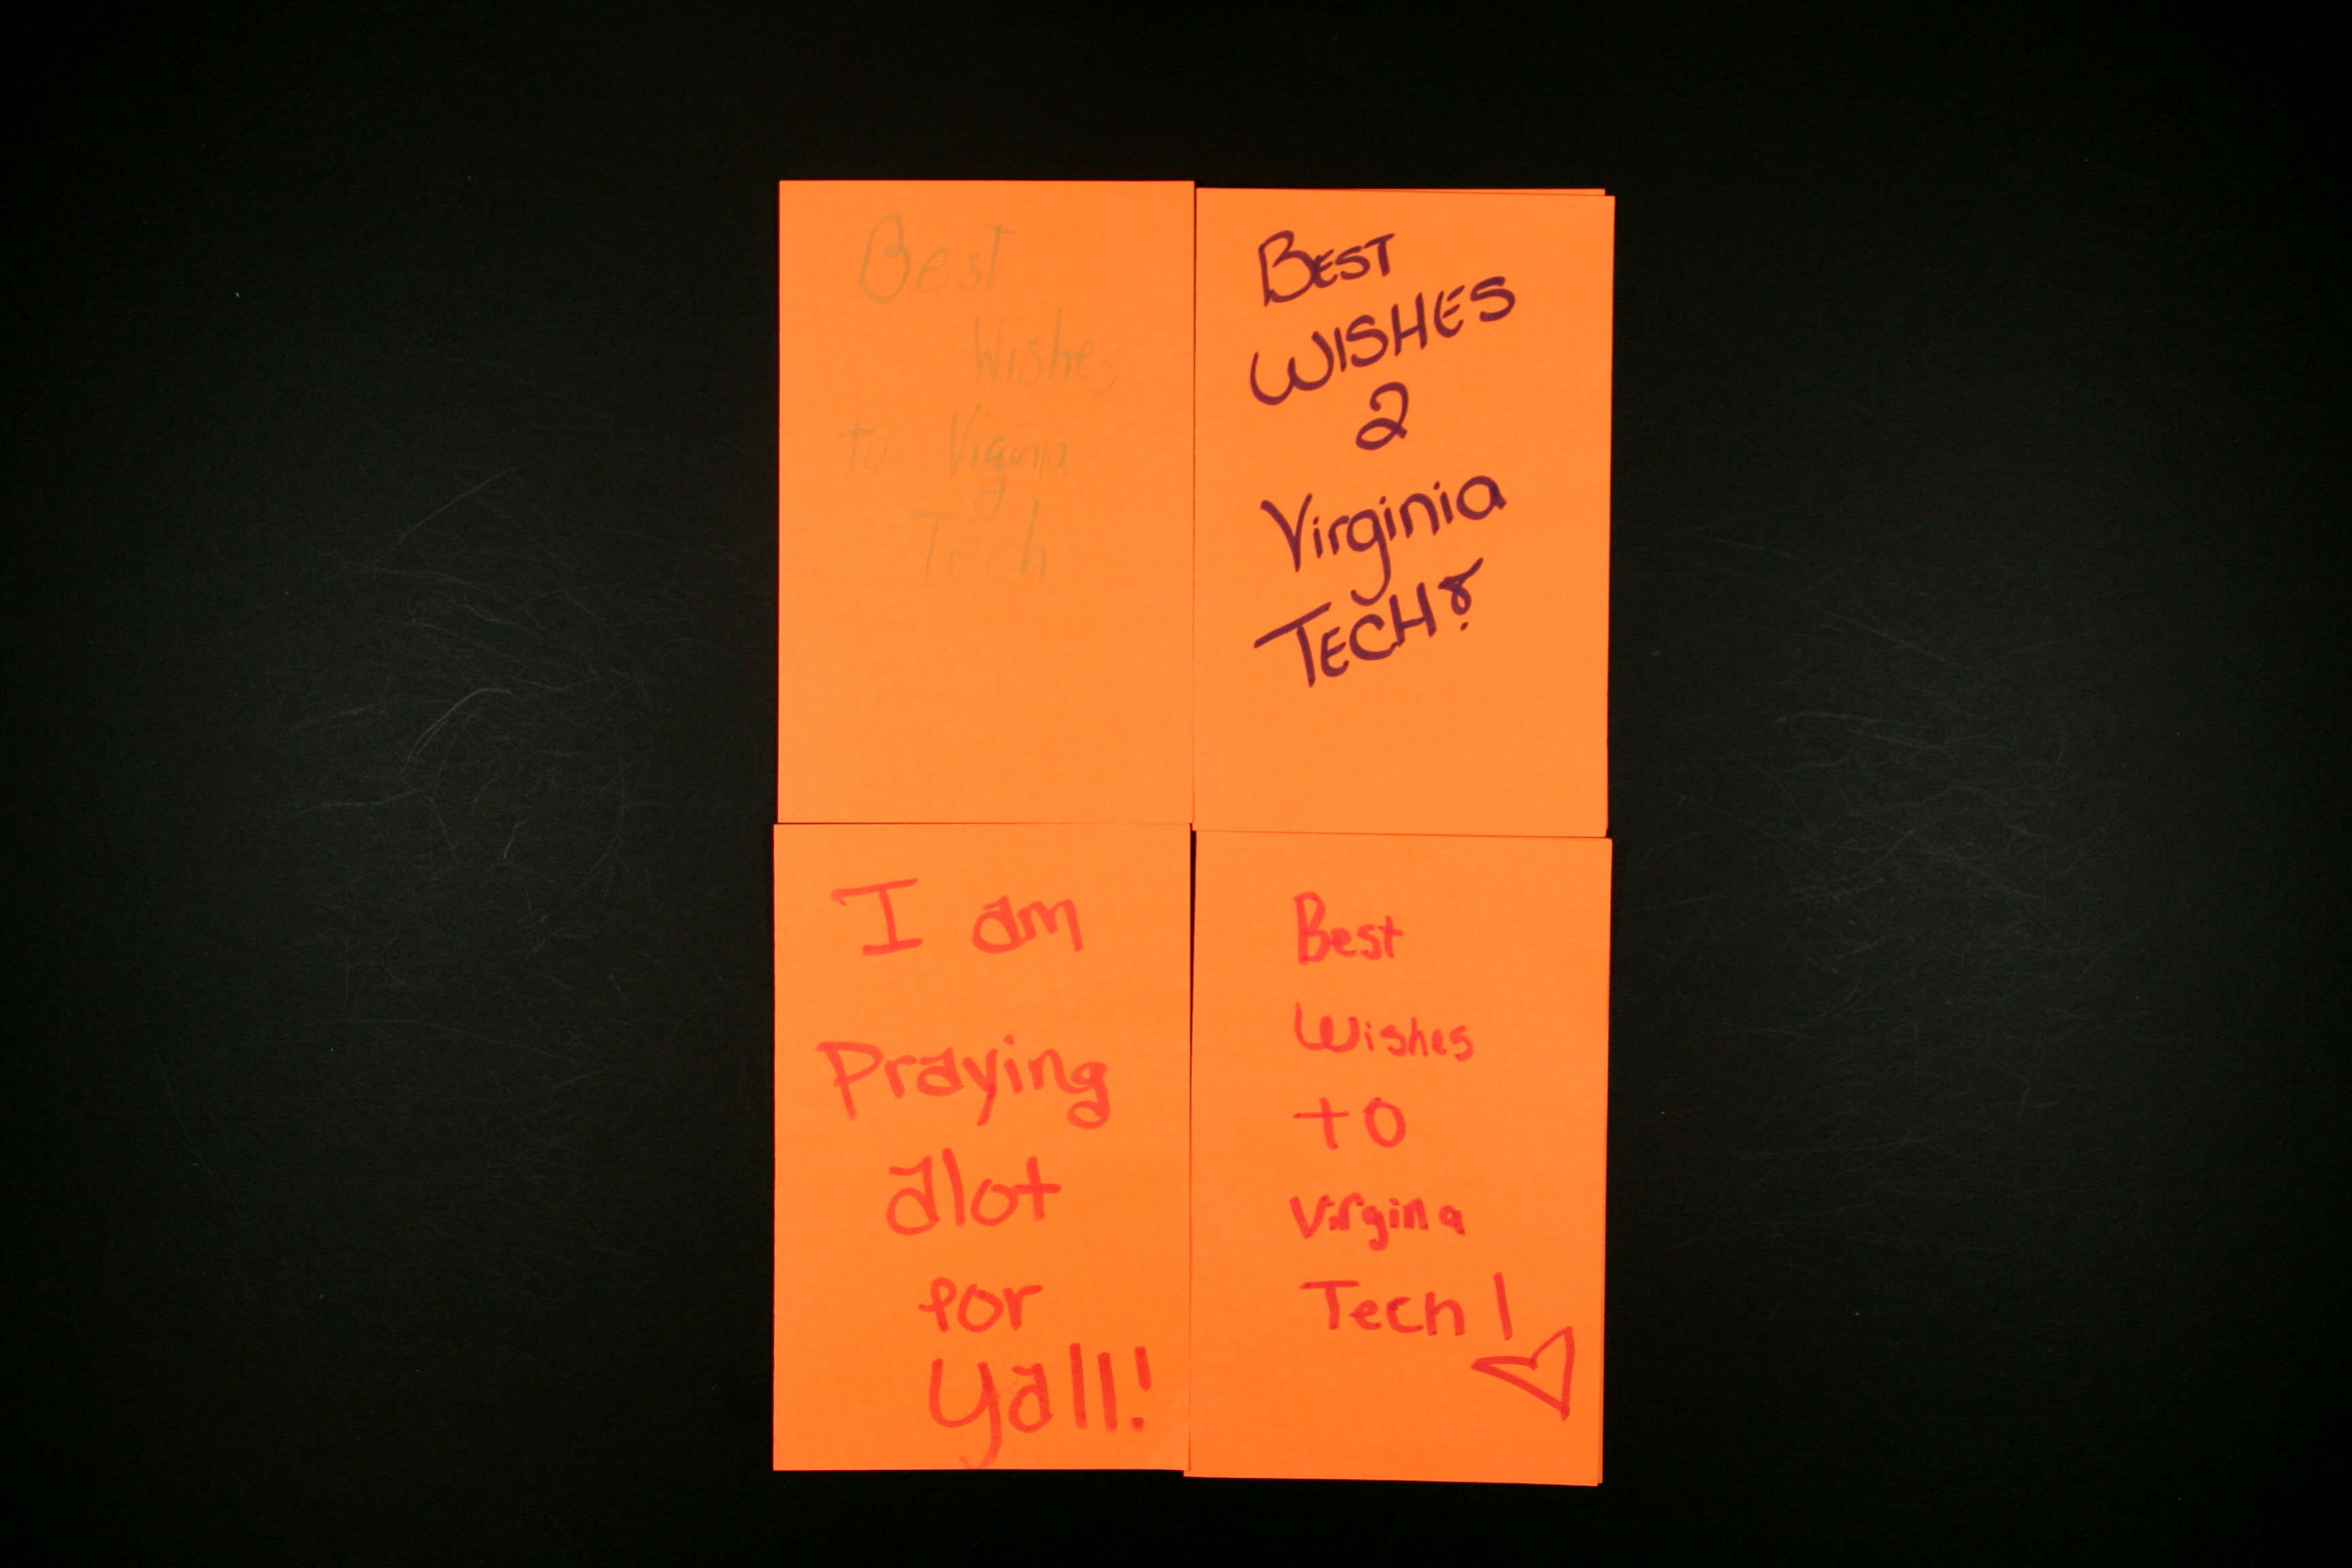 Best
Wishes
to Virginia
Tech
BEST
WISHES
2
Virginia
TECH!
I am
Praying
alot
for
yall!
Best
Wishes
to
Virgina
Tech!